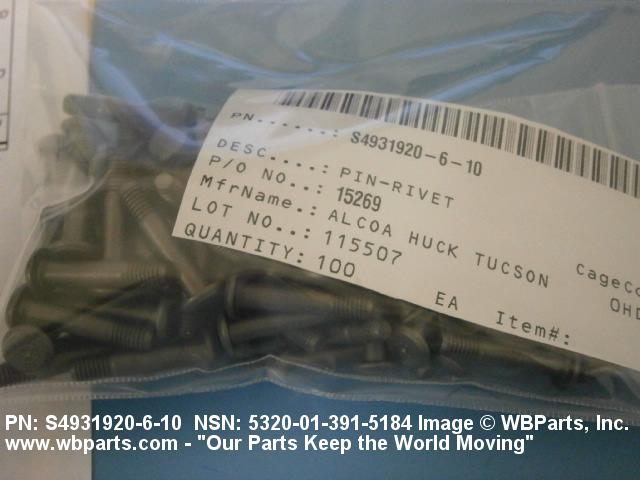 PN......: S4931920-6-10
DESC....: PIN-RIVET
P/O NO..: 15269
MfrName.: ALCOA HUCK TUCSON
LOT NO..: 115507 CageCo
QUANTITY: 100 EA Item#: OHD
PN: S4931920-6-10 NSN: 5320-01-391-5184 Image © WBParts, Inc.
www.wbparts.com - "Our Parts Keep the World Moving"